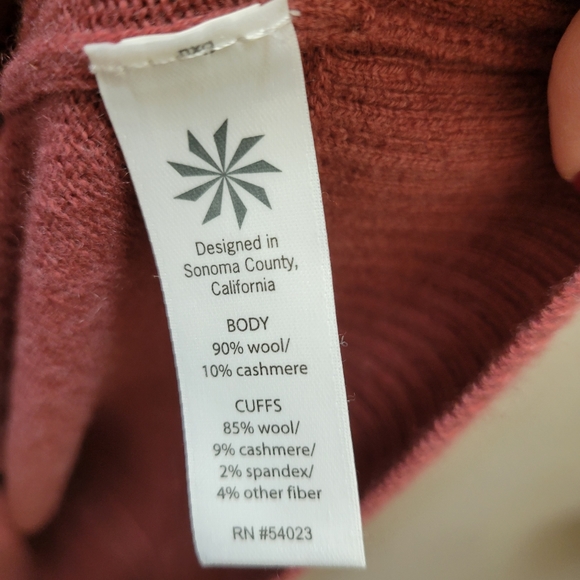 Designed in
Sonoma County,
California
BODY
90% wool/
10% cashmere
CUFFS
85% wool/
9% cashmere/
2% spandex/
4% other fiber
RN #54023